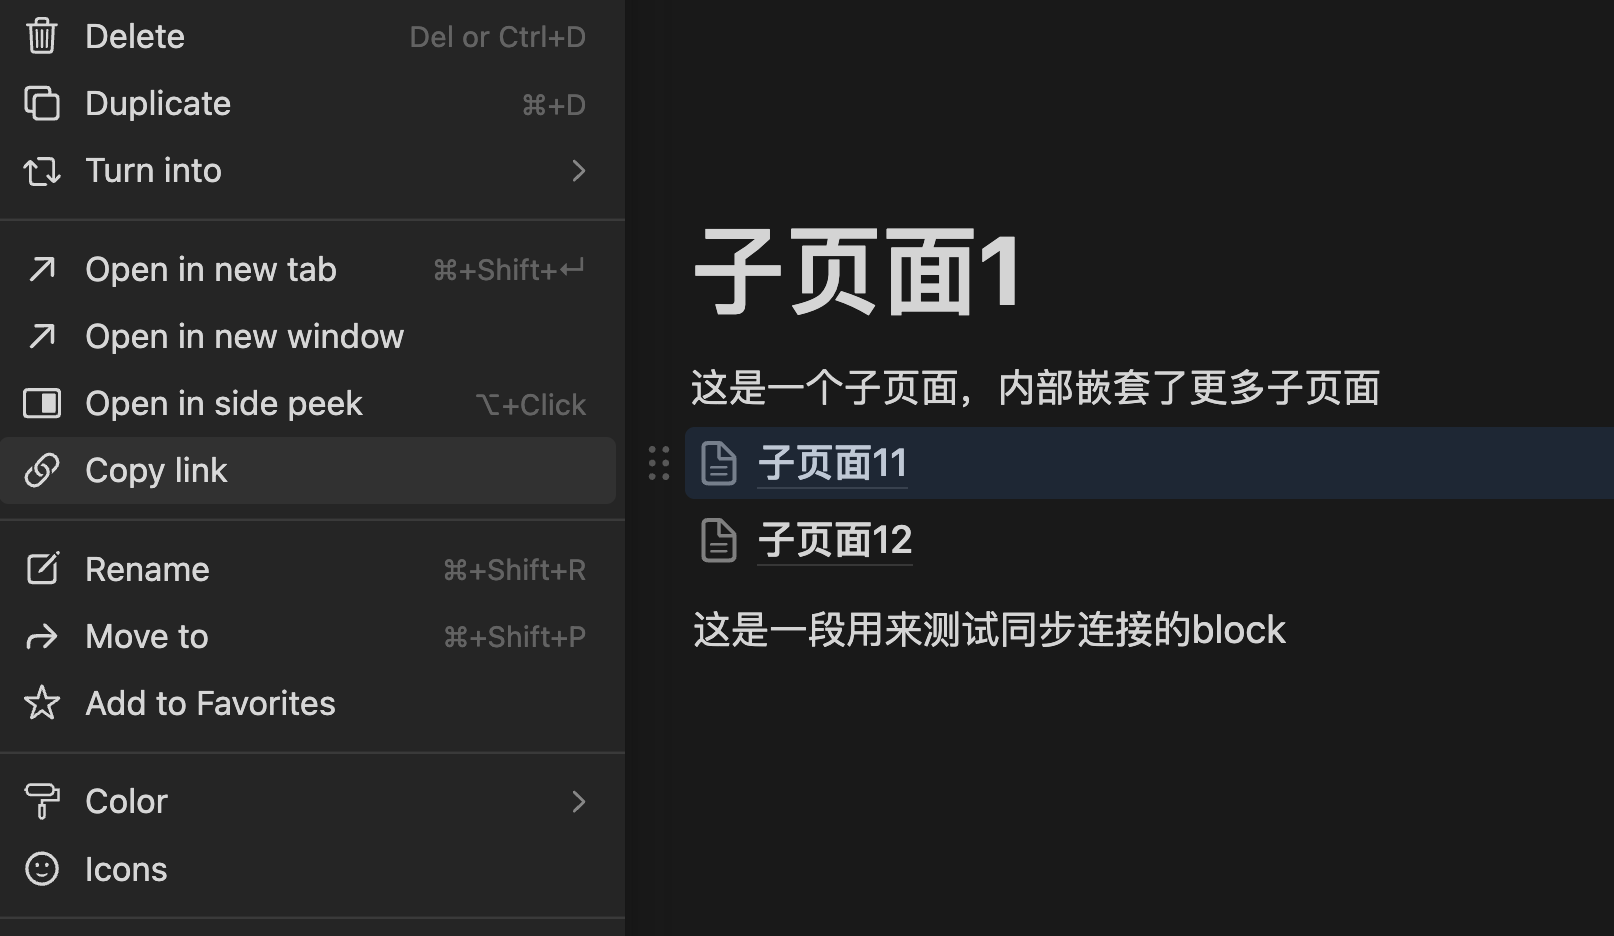 Delete Del or Ctrl+D
Duplicate ⌘+D
Turn into
Open in new tab ⌘+Shift+↵
Open in new window
Open in side peek ⌥+Click
Copy link
Rename ⌘+Shift+R
Move to ⌘+Shift+P
Add to Favorites
Color
Icons
子页面1
这是一个子页面，内部嵌套了更多子页面
子页面11
子页面12
这是一段用来测试同步连接的block